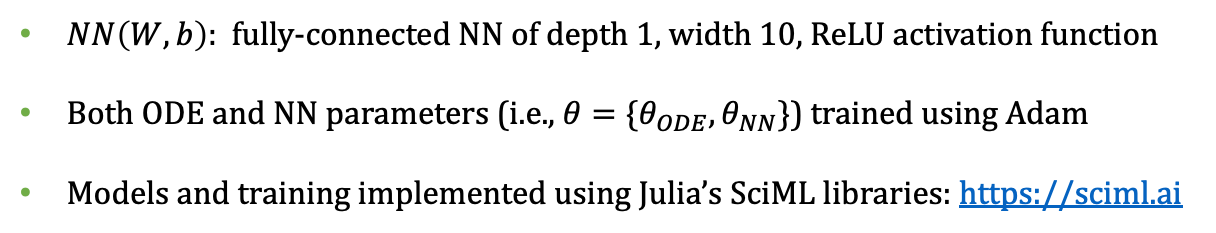 • NN(W, b): fully-connected NN of depth 1, width 10, ReLU activation function
• Both ODE and NN parameters (i.e., θ = {θ_ODE, θ_NN}) trained using Adam
• Models and training implemented using Julia’s SciML libraries: https://sciml.ai